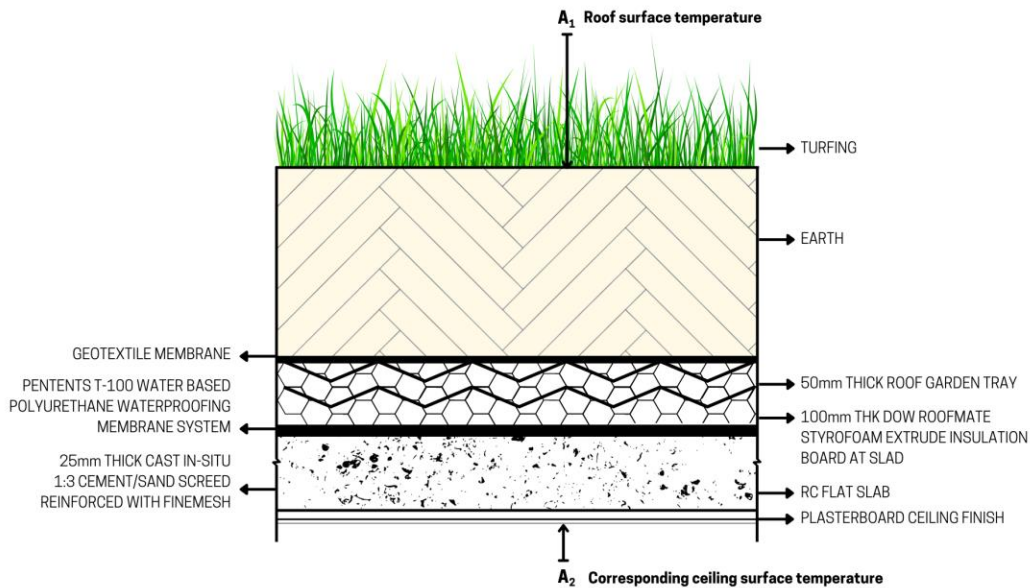 A₁ Roof surface temperature
TURFING
EARTH
GEOTEXTILE MEMBRANE
PENTENTS T-100 WATER BASED
POLYURETHANE WATERPROOFING
MEMBRANE SYSTEM
25mm THICK CAST IN-SITU
1:3 CEMENT/SAND SCREED
REINFORCED WITH FINEMESH
50mm THICK ROOF GARDEN TRAY
100mm THK DOW ROOFMATE
STYROFOAM EXTRUDE INSULATION
BOARD AT SLAD
RC FLAT SLAB
PLASTERBOARD CEILING FINISH
A₂ Corresponding ceiling surface temperature